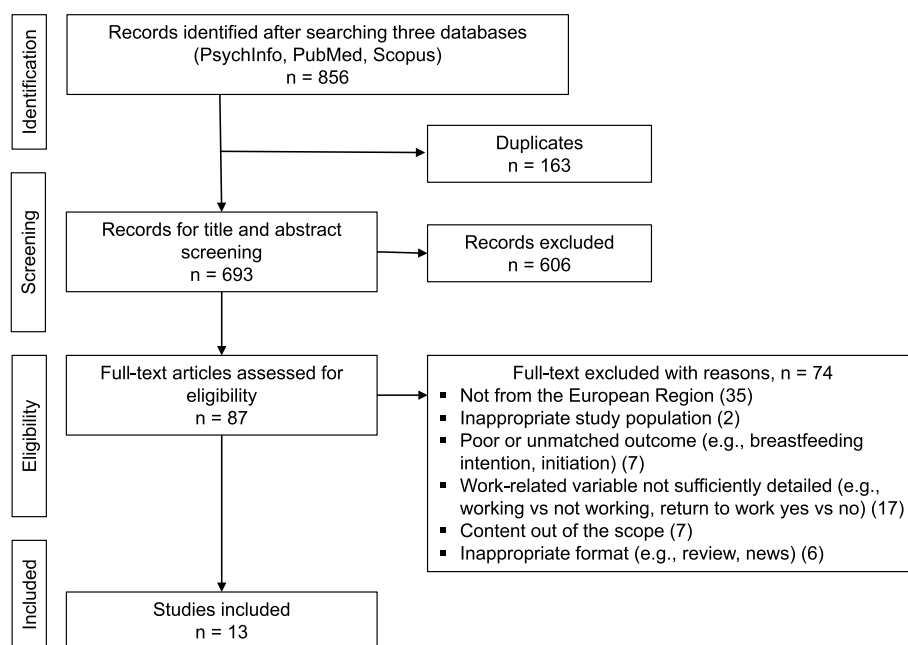 Identification
Records identified after searching three databases
(PsychInfo, PubMed, Scopus)
n = 856
Duplicates
n = 163
Screening
Records for title and abstract
screening
n = 693
Records excluded
n = 606
Eligibility
Full-text articles assessed for
eligibility
n = 87
Full-text excluded with reasons, n = 74
▪ Not from the European Region (35)
▪ Inappropriate study population (2)
▪ Poor or unmatched outcome (e.g., breastfeeding
intention, initiation) (7)
▪ Work-related variable not sufficiently detailed (e.g.,
working vs not working, return to work yes vs no) (17)
▪ Content out of the scope (7)
▪ Inappropriate format (e.g., review, news) (6)
Included
Studies included
n = 13